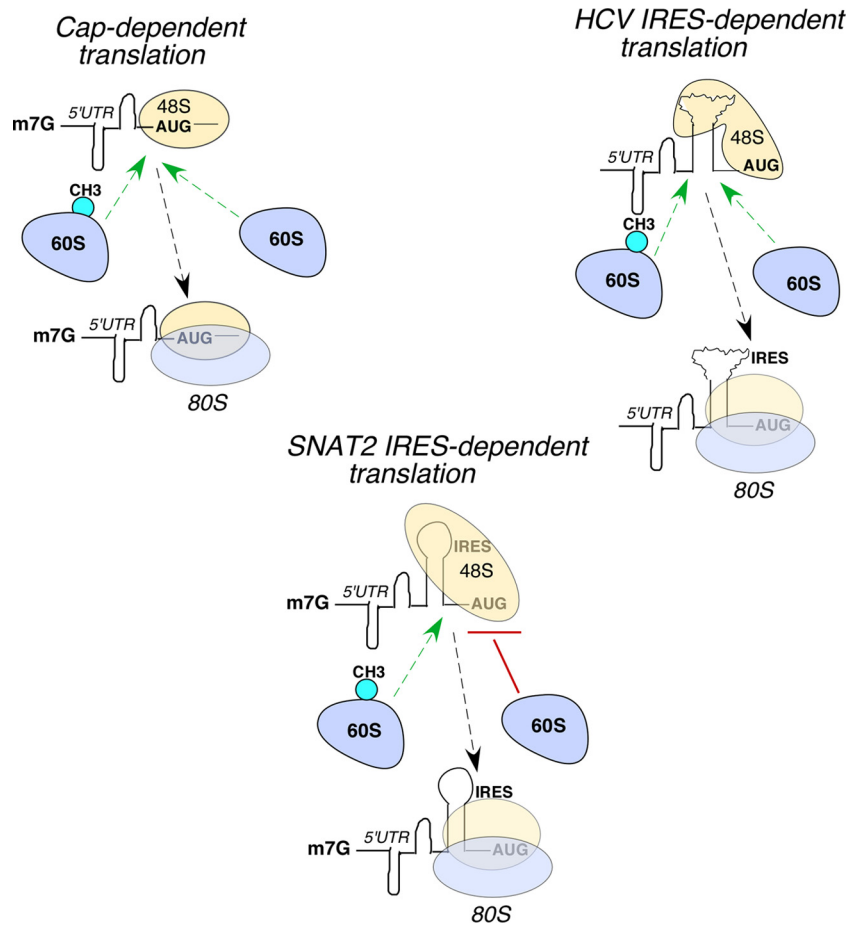 Cap-dependent
translation
5'UTR
48S
m7G
AUG
CH3
60S
60S
5'UTR
m7G
AUG
80S
HCV IRES-dependent
translation
5'UTR
48S
AUG
CH3
60S
60S
IRES
5'UTR
AUG
80S
SNAT2 IRES-dependent
translation
IRES
48S
5'UTR
m7G
AUG
CH3
60S
60S
IRES
5'UTR
m7G
AUG
80S